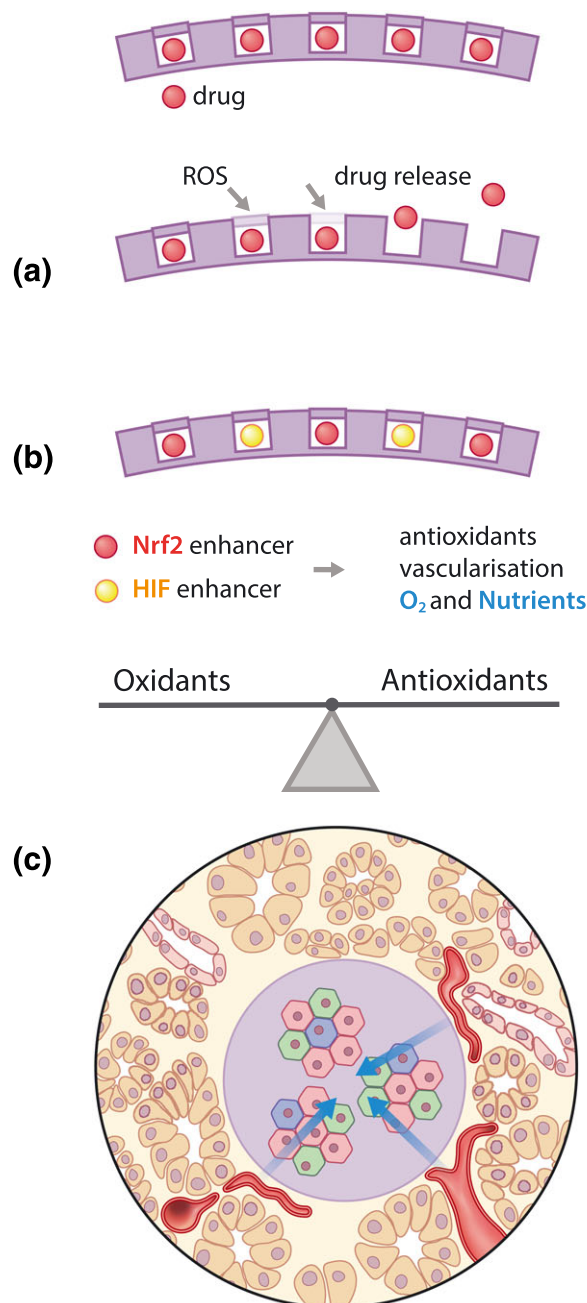 drug
ROS
drug release
(a)
(b)
Nrf2 enhancer
HIF enhancer
antioxidants
vascularisation
O₂ and Nutrients
Oxidants
Antioxidants
(c)